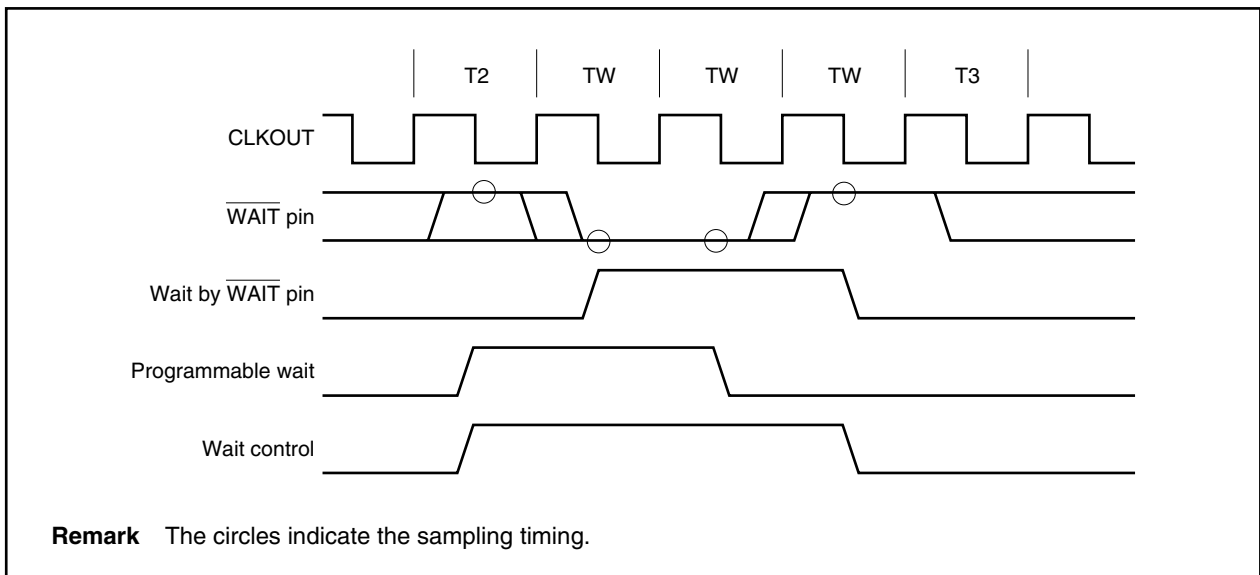 T2 TW TW TW T3
CLKOUT
WAIT pin
Wait by WAIT pin
Programmable wait
Wait control
Remark The circles indicate the sampling timing.